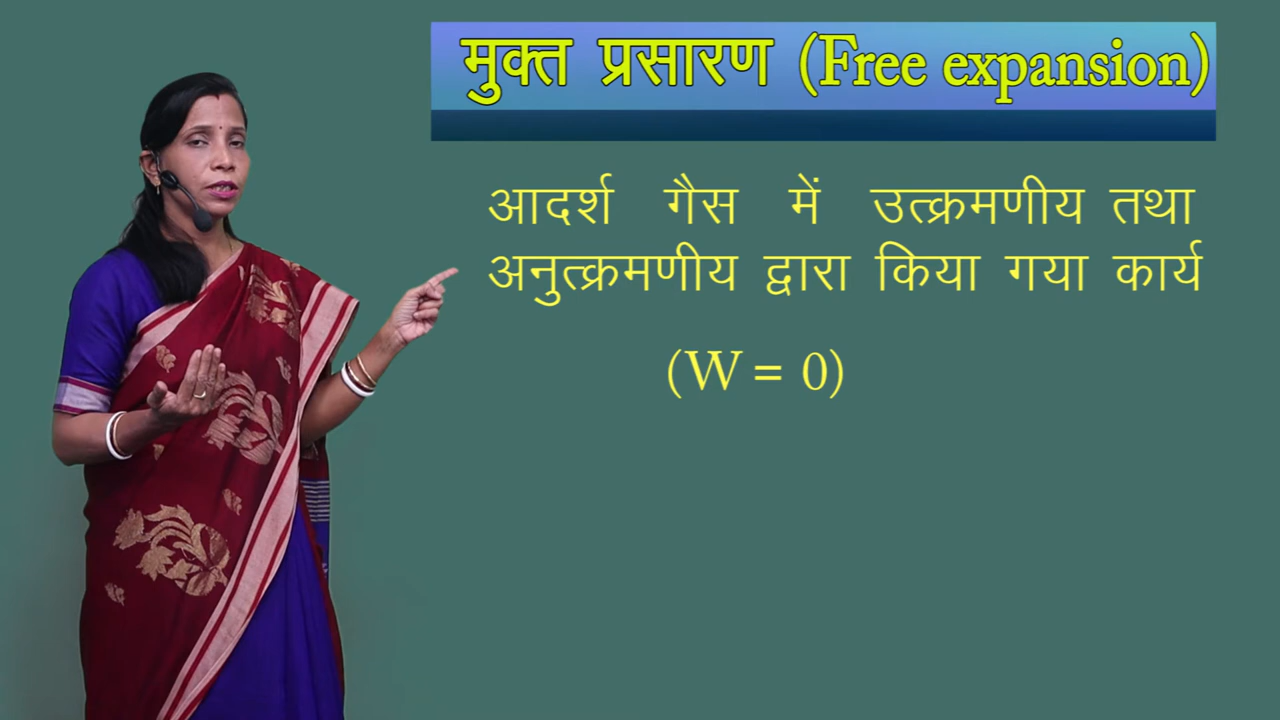 मुक्त प्रसारण (Free expansion)
आदर्श गैस में उत्क्रमणीय तथा
अनुत्क्रमणीय द्वारा किया गया कार्य
(W = 0)